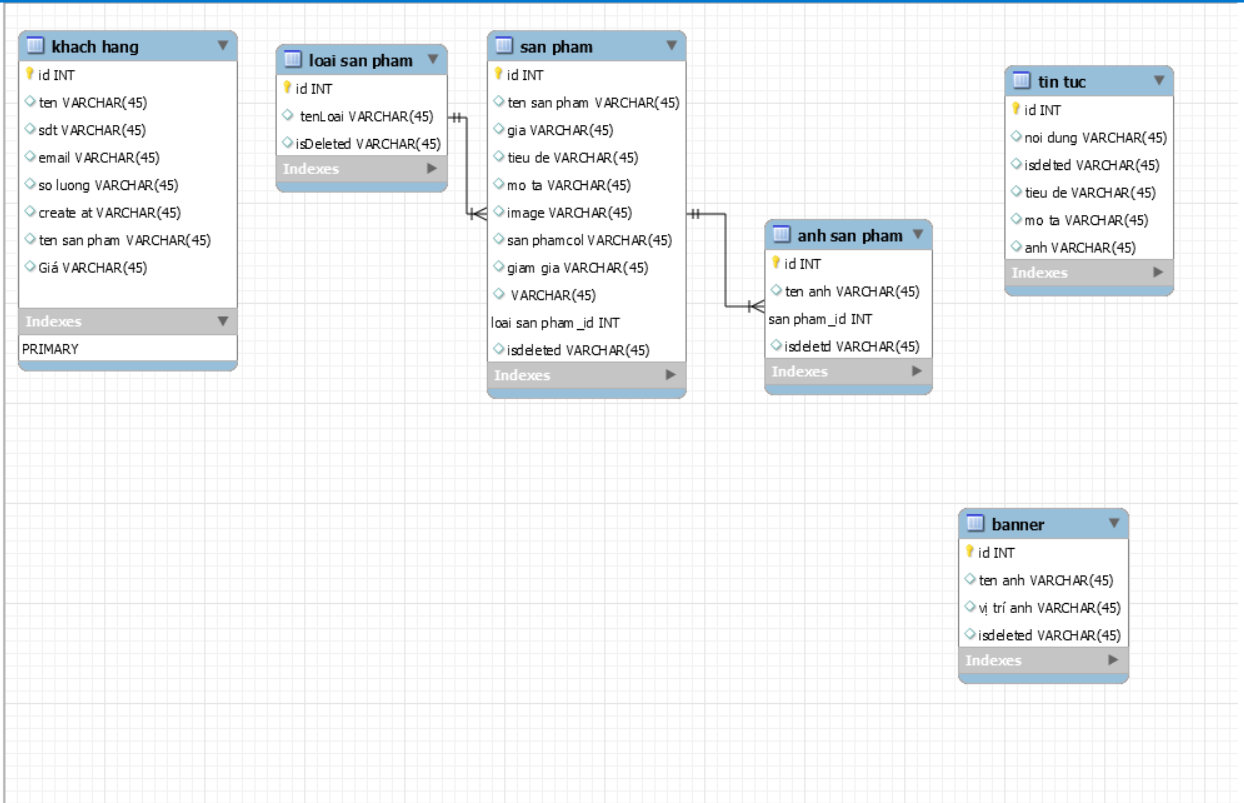 khach hang
id INT
ten VARCHAR(45)
sdt VARCHAR(45)
email VARCHAR(45)
so luong VARCHAR(45)
create at VARCHAR(45)
ten san pham VARCHAR(45)
Giá VARCHAR(45)
Indexes
PRIMARY
loai san pham
id INT
tenLoai VARCHAR(45)
isDeleted VARCHAR(45)
Indexes
san pham
id INT
ten san pham VARCHAR(45)
gia VARCHAR(45)
tieu de VARCHAR(45)
mo ta VARCHAR(45)
image VARCHAR(45)
san phamcol VARCHAR(45)
giam gia VARCHAR(45)
VARCHAR(45)
loai san pham_id INT
isdeleted VARCHAR(45)
Indexes
anh san pham
id INT
ten anh VARCHAR(45)
san pham_id INT
isdeletd VARCHAR(45)
Indexes
tin tuc
id INT
noi dung VARCHAR(45)
isdelted VARCHAR(45)
tieu de VARCHAR(45)
mo ta VARCHAR(45)
anh VARCHAR(45)
Indexes
banner
id INT
ten anh VARCHAR(45)
vị trí anh VARCHAR(45)
isdeleted VARCHAR(45)
Indexes